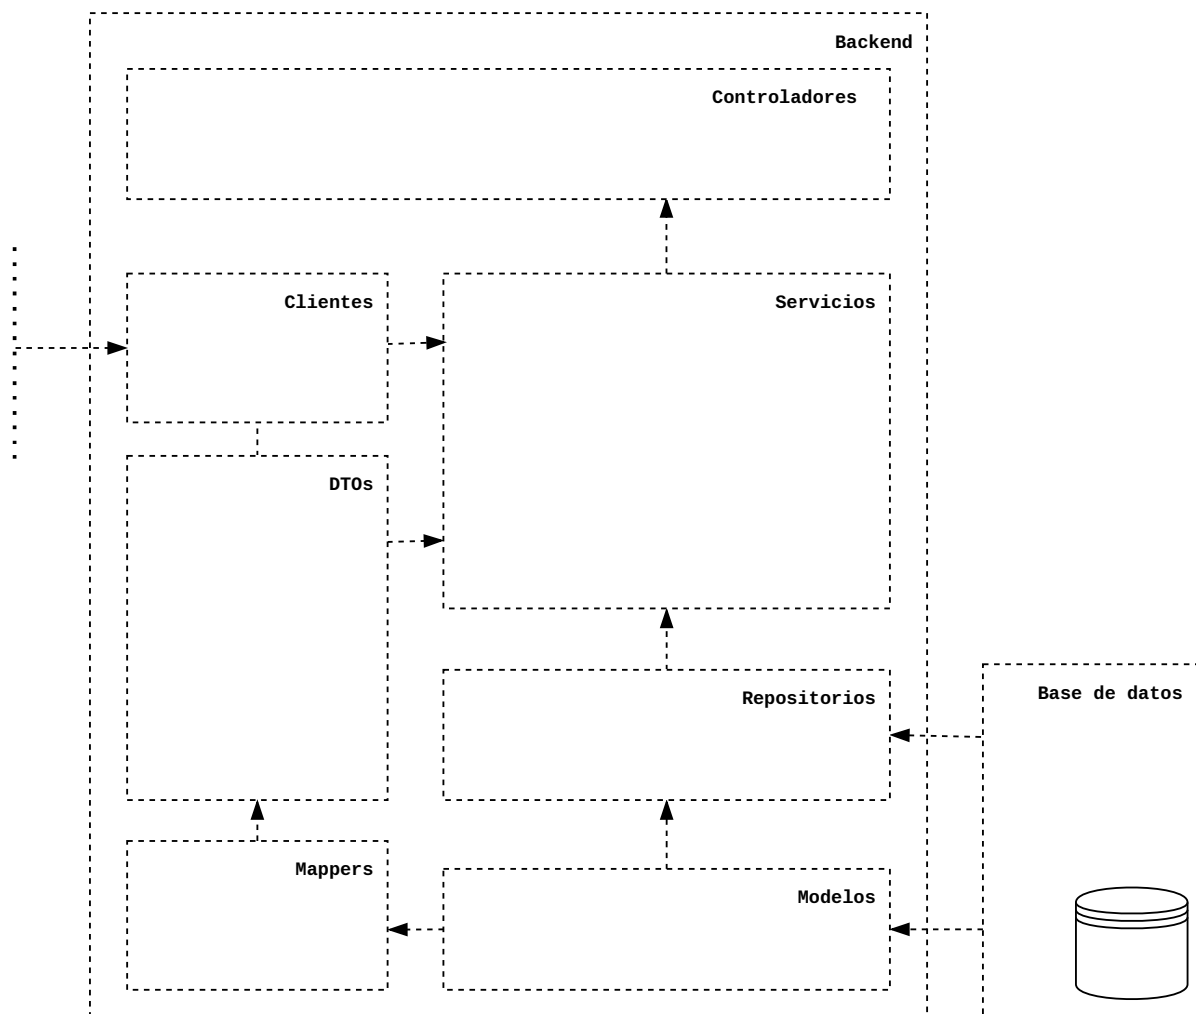 Backend
Controladores
Clientes
Servicios
DTOs
Repositorios
Base de datos
Mappers
Modelos